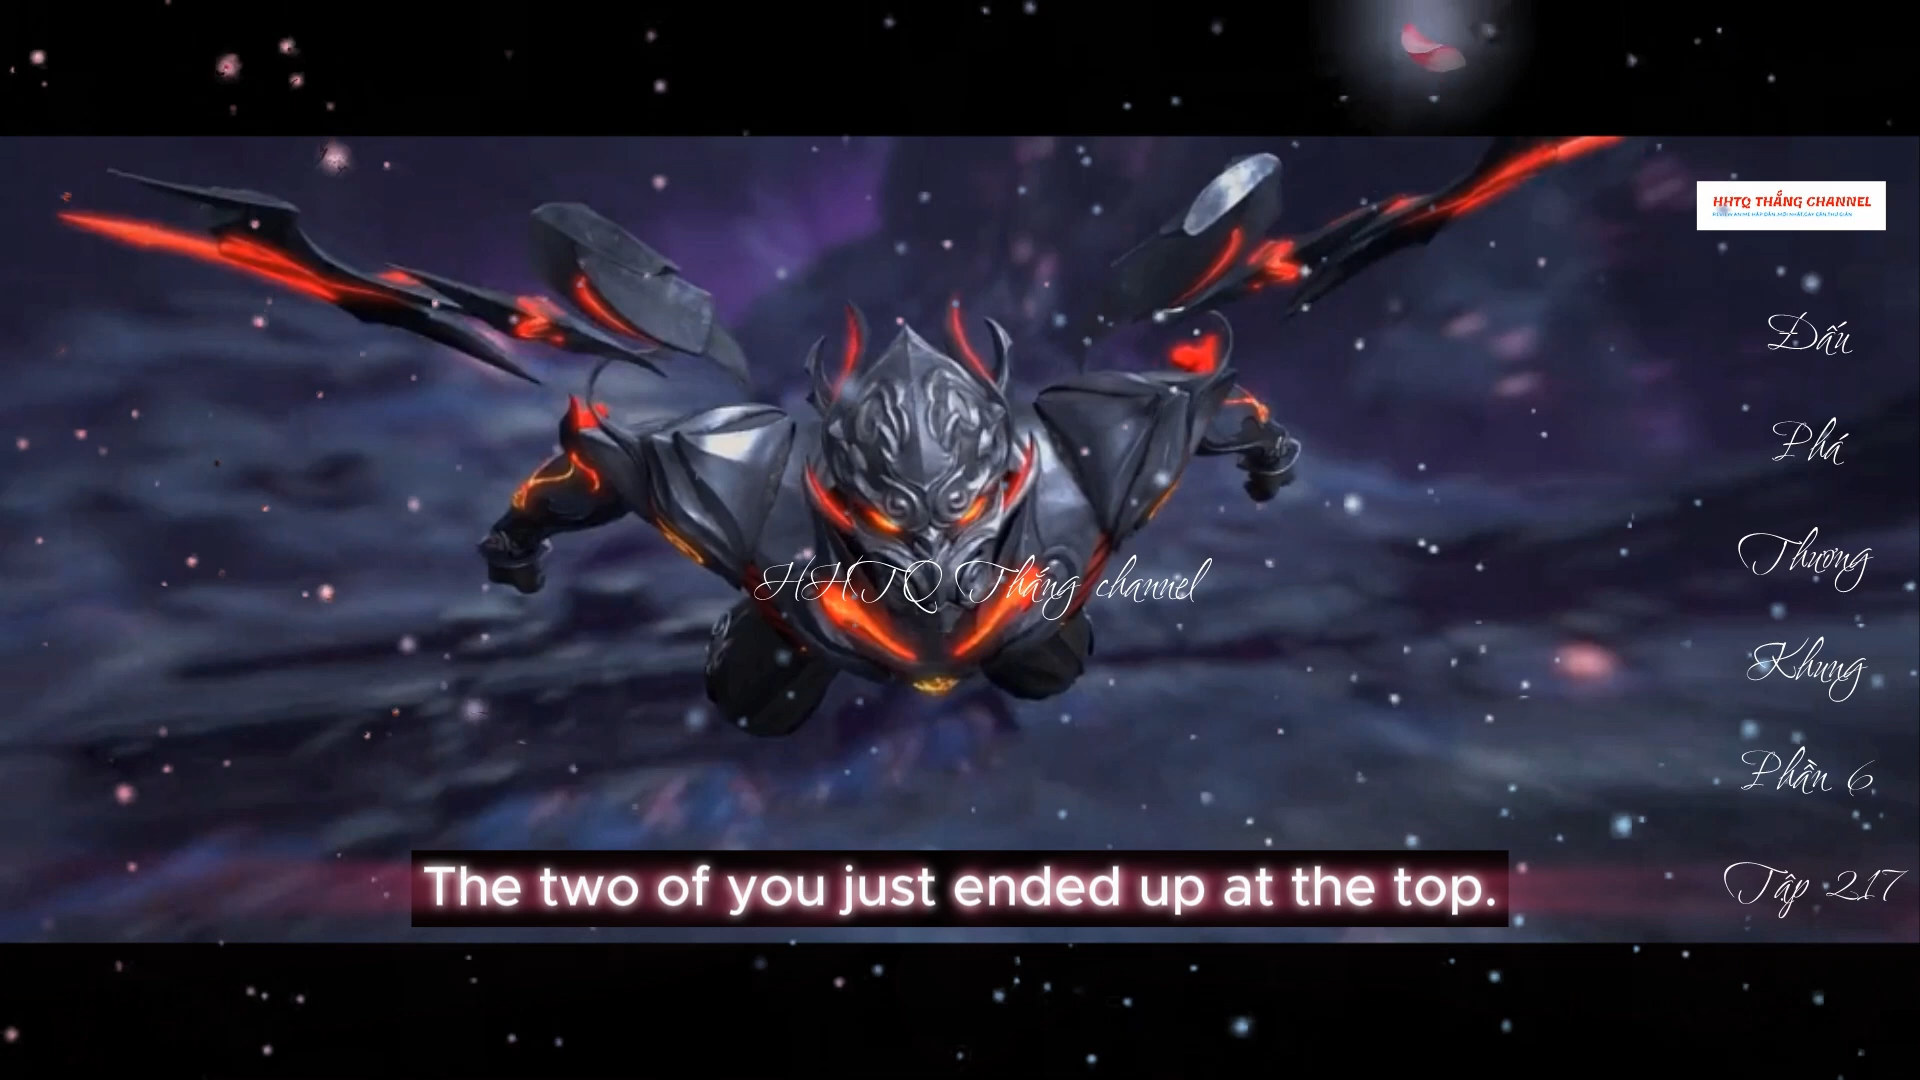 HHTQ THẮNG CHANNEL
Đấu
Phá
Thương
HHTQ Thắng channel
Khung
Phần 6
The two of you just ended up at the top.
Tập 217